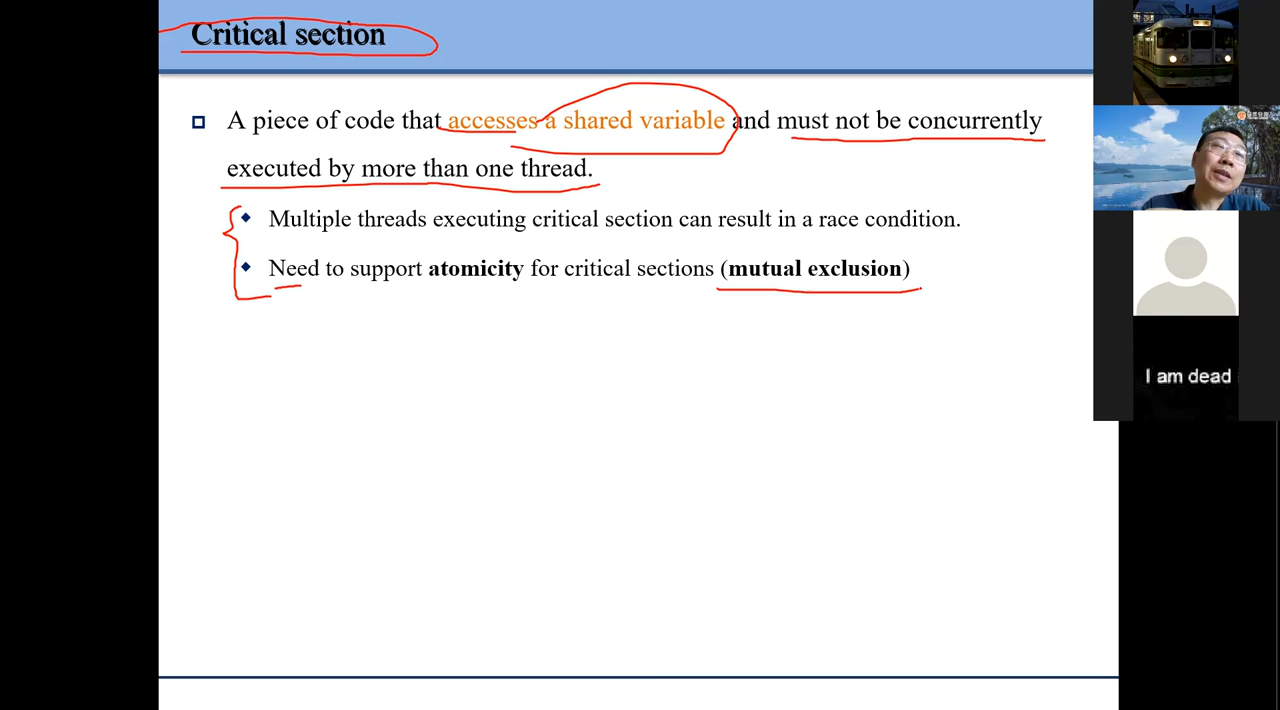 Critical section
A piece of code that accesses a shared variable and must not be concurrently
executed by more than one thread.
Multiple threads executing critical section can result in a race condition.
Need to support atomicity for critical sections (mutual exclusion)
I am dead